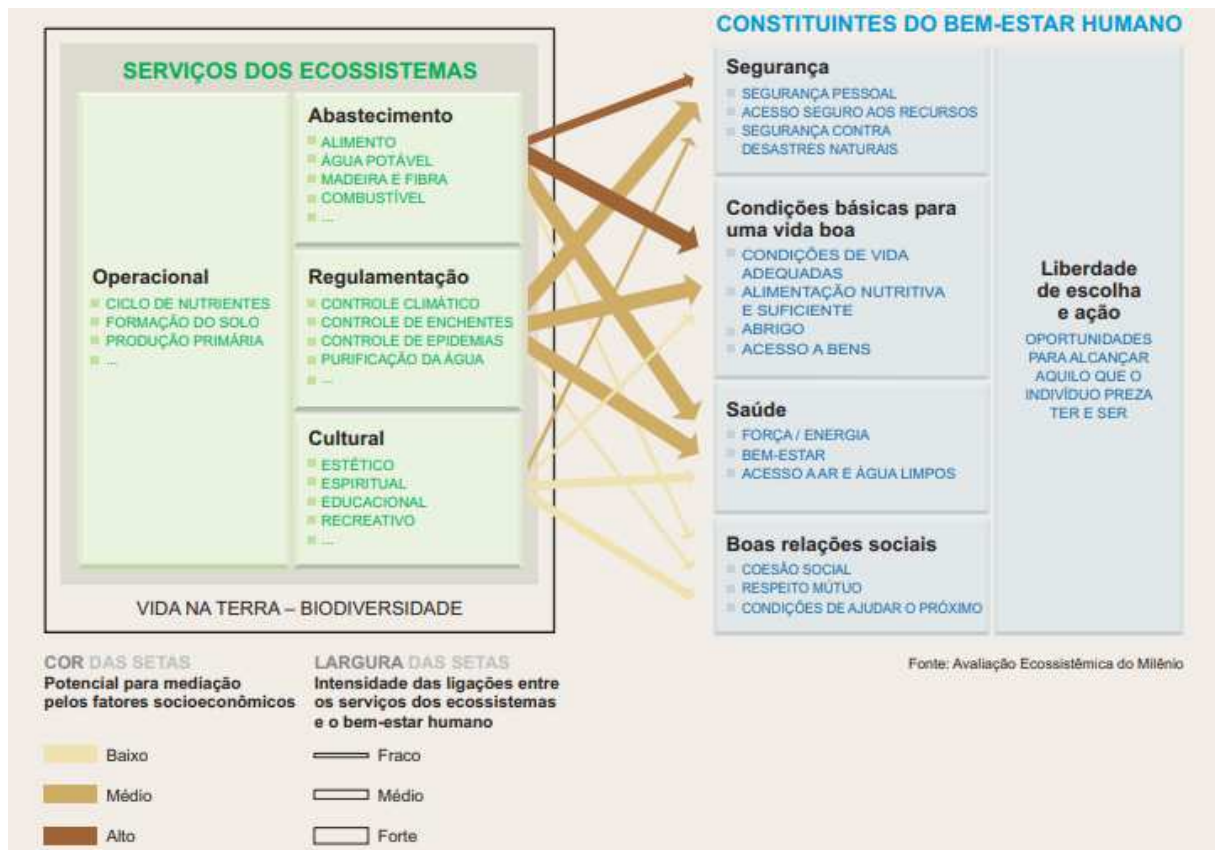 CONSTITUINTES DO BEM-ESTAR HUMANO
SERVIÇOS DOS ECOSSISTEMAS
Operacional
CICLO DE NUTRIENTES
FORMAÇÃO DO SOLO
PRODUÇÃO PRIMÁRIA
...
Abastecimento
ALIMENTO
ÁGUA POTÁVEL
MADEIRA E FIBRA
COMBUSTÍVEL
...
Regulamentação
CONTROLE CLIMÁTICO
CONTROLE DE ENCHENTES
CONTROLE DE EPIDEMIAS
PURIFICAÇÃO DA ÁGUA
...
Cultural
ESTÉTICO
ESPIRITUAL
EDUCACIONAL
RECREATIVO
...
VIDA NA TERRA – BIODIVERSIDADE
Segurança
SEGURANÇA PESSOAL
ACESSO SEGURO AOS RECURSOS
SEGURANÇA CONTRA
DESASTRES NATURAIS
Condições básicas para
uma vida boa
CONDIÇÕES DE VIDA
ADEQUADAS
ALIMENTAÇÃO NUTRITIVA
E SUFICIENTE
ABRIGO
ACESSO A BENS
Saúde
FORÇA / ENERGIA
BEM-ESTAR
ACESSO A AR E ÁGUA LIMPOS
Boas relações sociais
COESÃO SOCIAL
RESPEITO MÚTUO
CONDIÇÕES DE AJUDAR O PRÓXIMO
Liberdade
de escolha
e ação
OPORTUNIDADES
PARA ALCANÇAR
AQUILO QUE O
INDIVÍDUO PREZA
TER E SER
COR DAS SETAS
Potencial para mediação
pelos fatores socioeconômicos
Baixo
Médio
Alto
LARGURA DAS SETAS
Intensidade das ligações entre
os serviços dos ecossistemas
e o bem-estar humano
Fraco
Médio
Forte
Fonte: Avaliação Ecossistêmica do Milênio